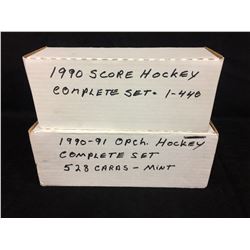 1990 SCORE HOCKEY
COMPLETE SET. 1-440
1990-91 OPCH. HOCKEY
COMPLETE SET
528 CARDS - MINT